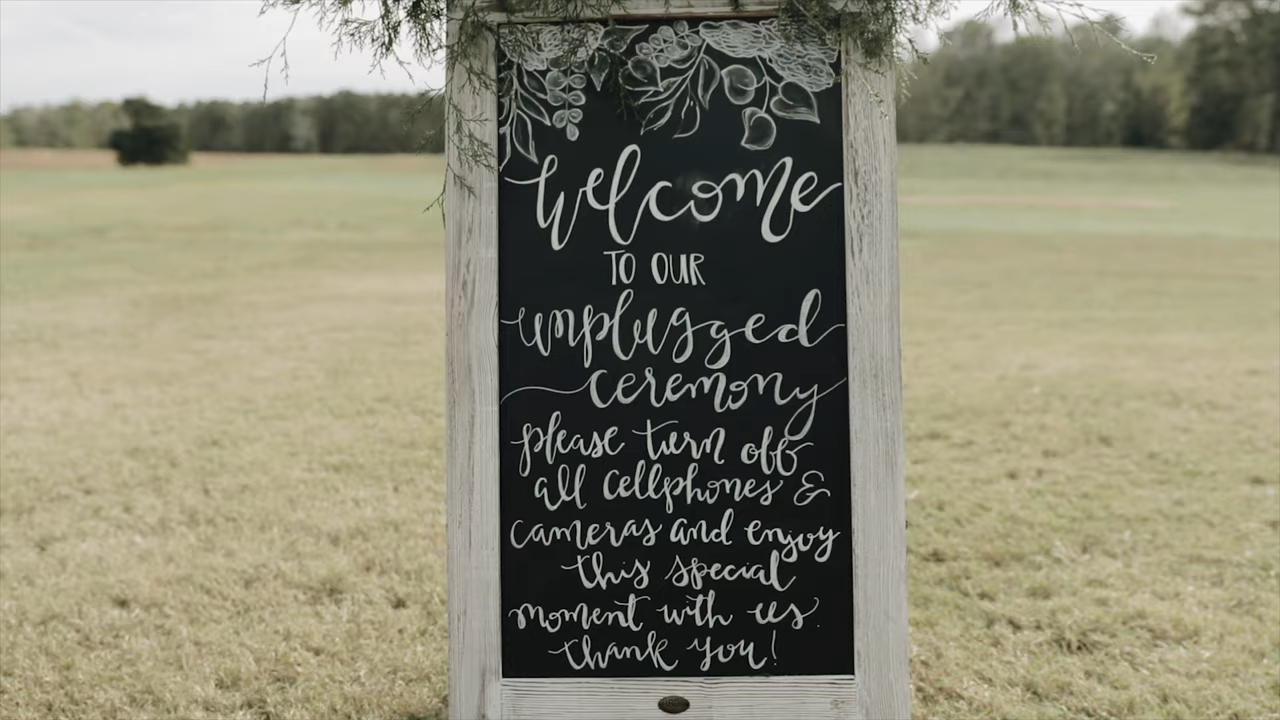 welcome
TO OUR
unplugged
ceremony
please turn off
all cellphones &
cameras and enjoy
this special
moment with us.
thank you!